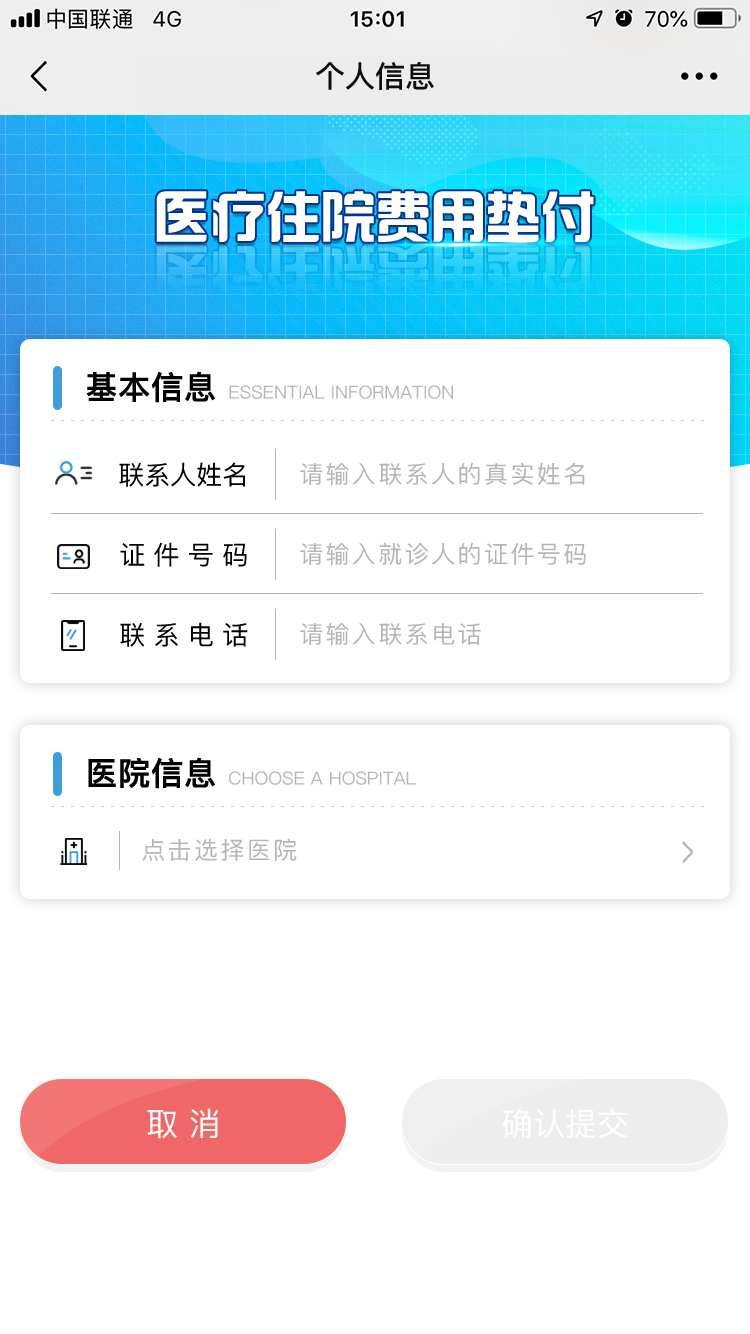 中国联通 4G 15:01 70%
个人信息
医疗住院费用垫付
基本信息 ESSENTIAL INFORMATION
联系人姓名 请输入联系人的真实姓名
证件号码 请输入就诊人的证件号码
联系电话 请输入联系电话
医院信息 CHOOSE A HOSPITAL
点击选择医院
取消 确认提交